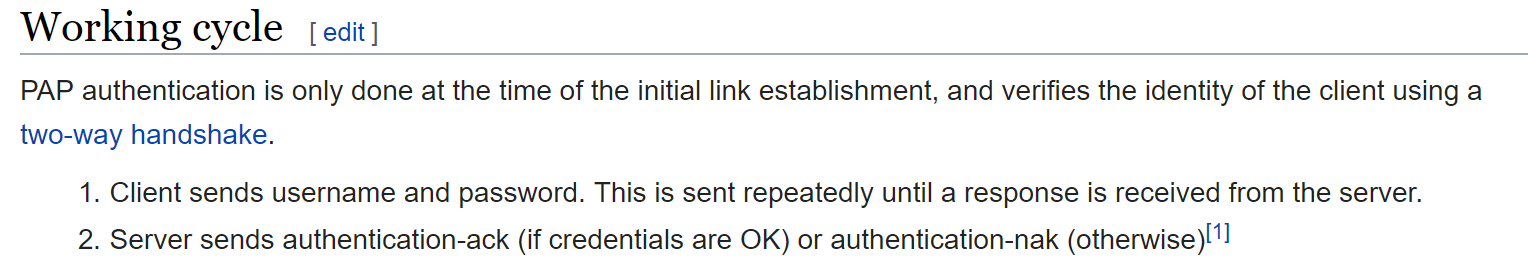 Working cycle [ edit ]
PAP authentication is only done at the time of the initial link establishment, and verifies the identity of the client using a
two-way handshake.
1. Client sends username and password. This is sent repeatedly until a response is received from the server.
2. Server sends authentication-ack (if credentials are OK) or authentication-nak (otherwise)[1]